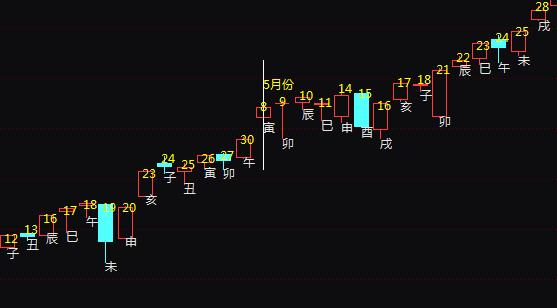 12
子
13
丑
16
辰
17
巳
18
午
19
未
20
申
23
亥
24
子
25
丑
26
寅
27
卯
30
午
5月份
8
寅
9
卯
10
辰
11
巳
14
申
15
酉
16
戌
17
亥
18
子
21
卯
22
辰
23
巳
24
午
25
未
28
戌